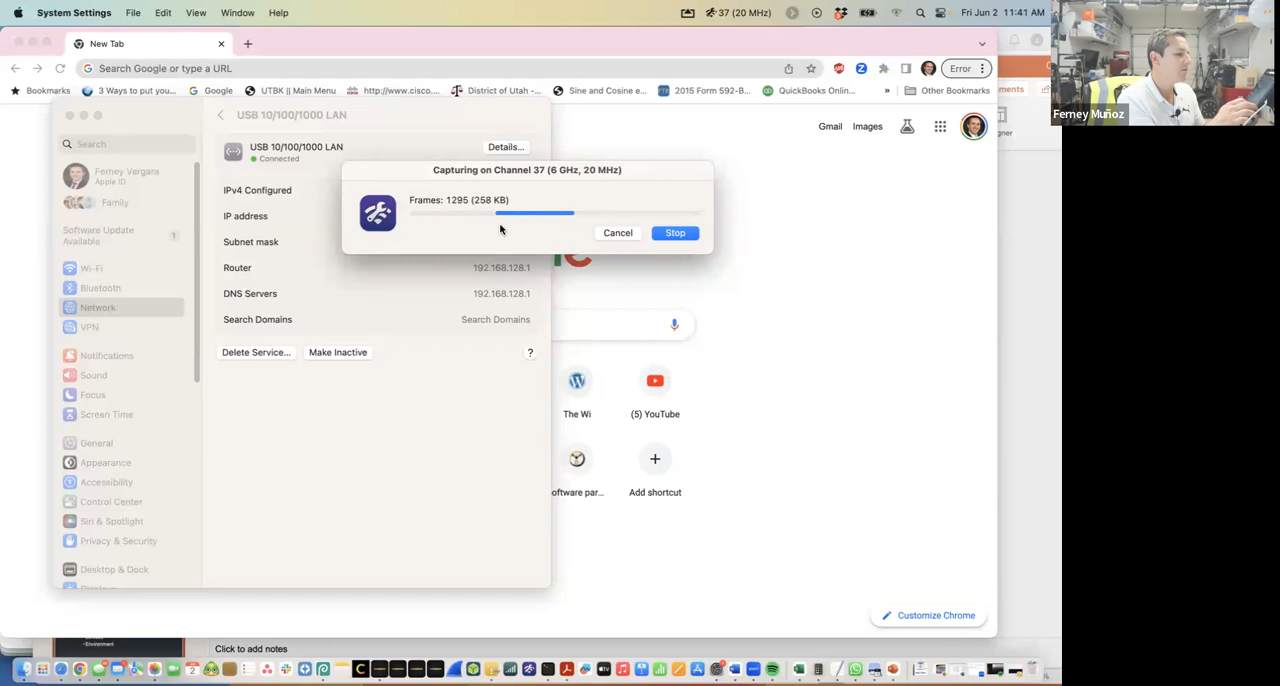 System Settings File Edit View Window Help
37 (20 MHz)
Fri Jun 2 11:41 AM
New Tab
Search Google or type a URL
Error
Bookmarks
3 Ways to put you...
Google
UTBK || Main Menu
http://www.cisco....
District of Utah -...
Sine and Cosine e...
2015 Form 592-B...
QuickBooks Onlin...
»
Other Bookmarks
Ferney Muñoz
Gmail
Images
USB 10/100/1000 LAN
Search
Ferney Vergara
Apple ID
Family
Software Update
Available
1
Wi-Fi
Bluetooth
Network
VPN
Notifications
Sound
Focus
Screen Time
General
Appearance
Accessibility
Control Center
Siri & Spotlight
Privacy & Security
Desktop & Dock
USB 10/100/1000 LAN
Connected
Details...
IPv4 Configured
IP address
Subnet mask
Router
192.168.128.1
DNS Servers
192.168.128.1
Search Domains
Search Domains
Delete Service...
Make Inactive
?
Capturing on Channel 37 (6 GHz, 20 MHz)
Frames: 1295 (258 KB)
Cancel
Stop
The Wi
(5) YouTube
oftware par...
Add shortcut
Customize Chrome
-Environment
Click to add notes